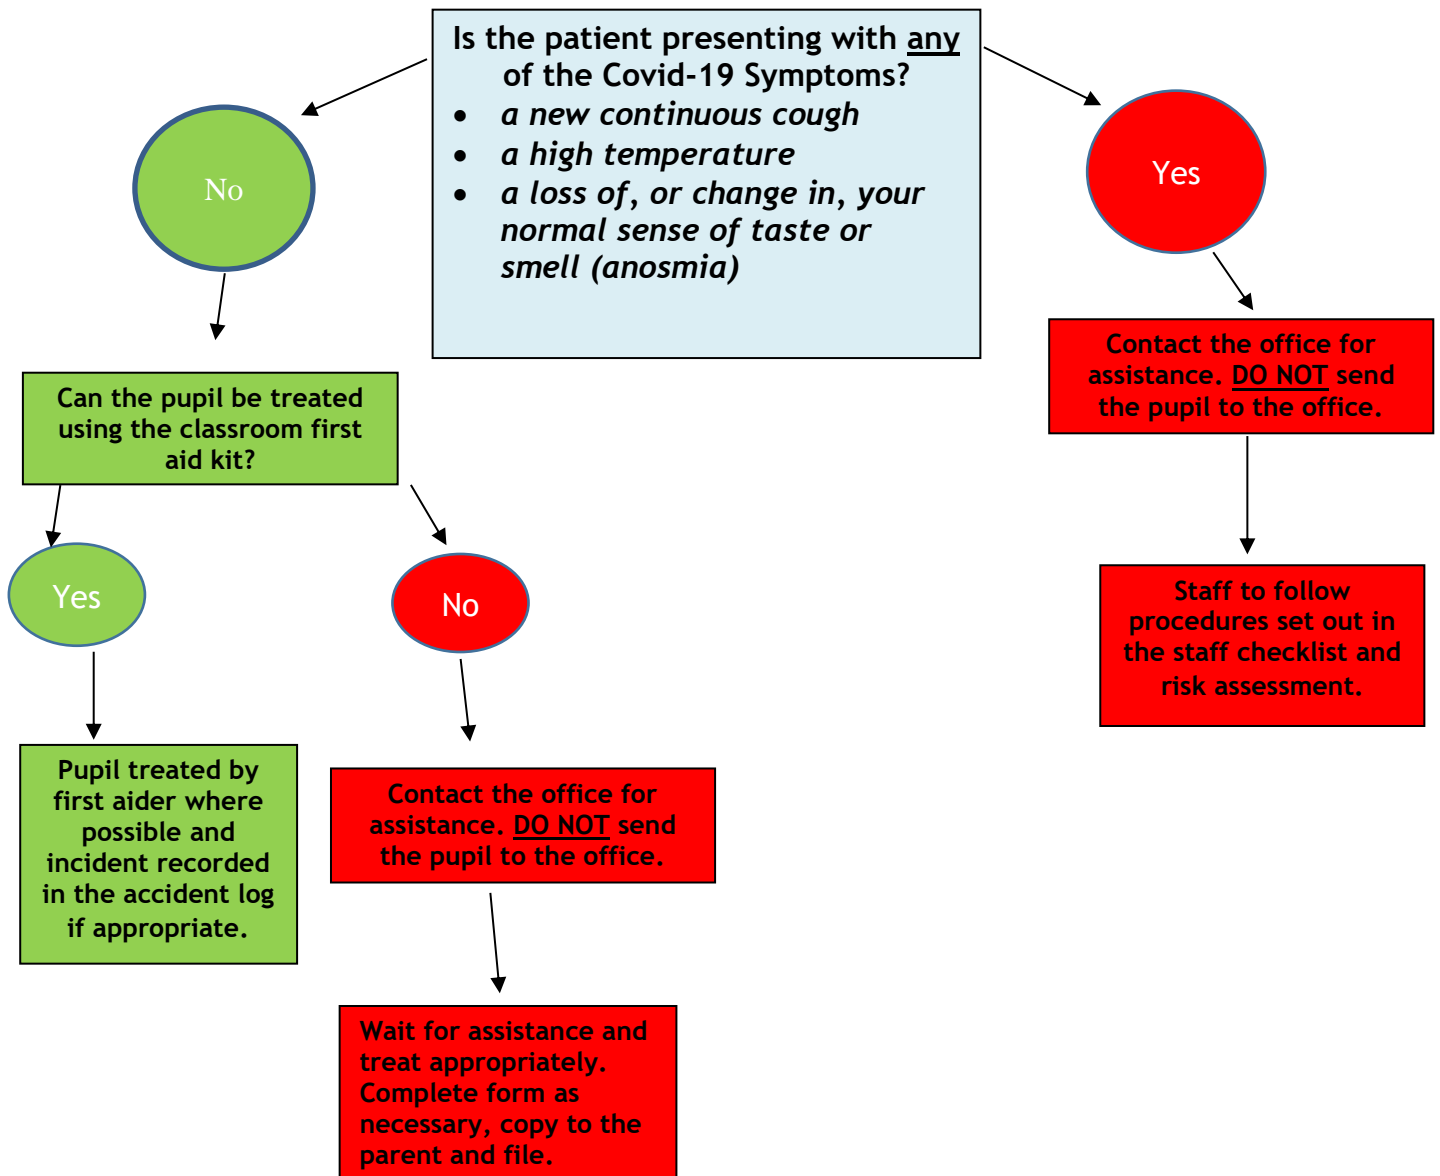 Is the patient presenting with any
of the Covid-19 Symptoms?
• a new continuous cough
• a high temperature
• a loss of, or change in, your
normal sense of taste or
smell (anosmia)
No
Yes
Contact the office for
assistance. DO NOT send
the pupil to the office.
Staff to follow
procedures set out in
the staff checklist and
risk assessment.
Can the pupil be treated
using the classroom first
aid kit?
Yes
No
Pupil treated by
first aider where
possible and
incident recorded
in the accident log
if appropriate.
Contact the office for
assistance. DO NOT send
the pupil to the office.
Wait for assistance and
treat appropriately.
Complete form as
necessary, copy to the
parent and file.